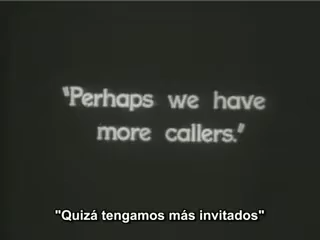 "Perhaps we have
more callers."
"Quizá tengamos más invitados"